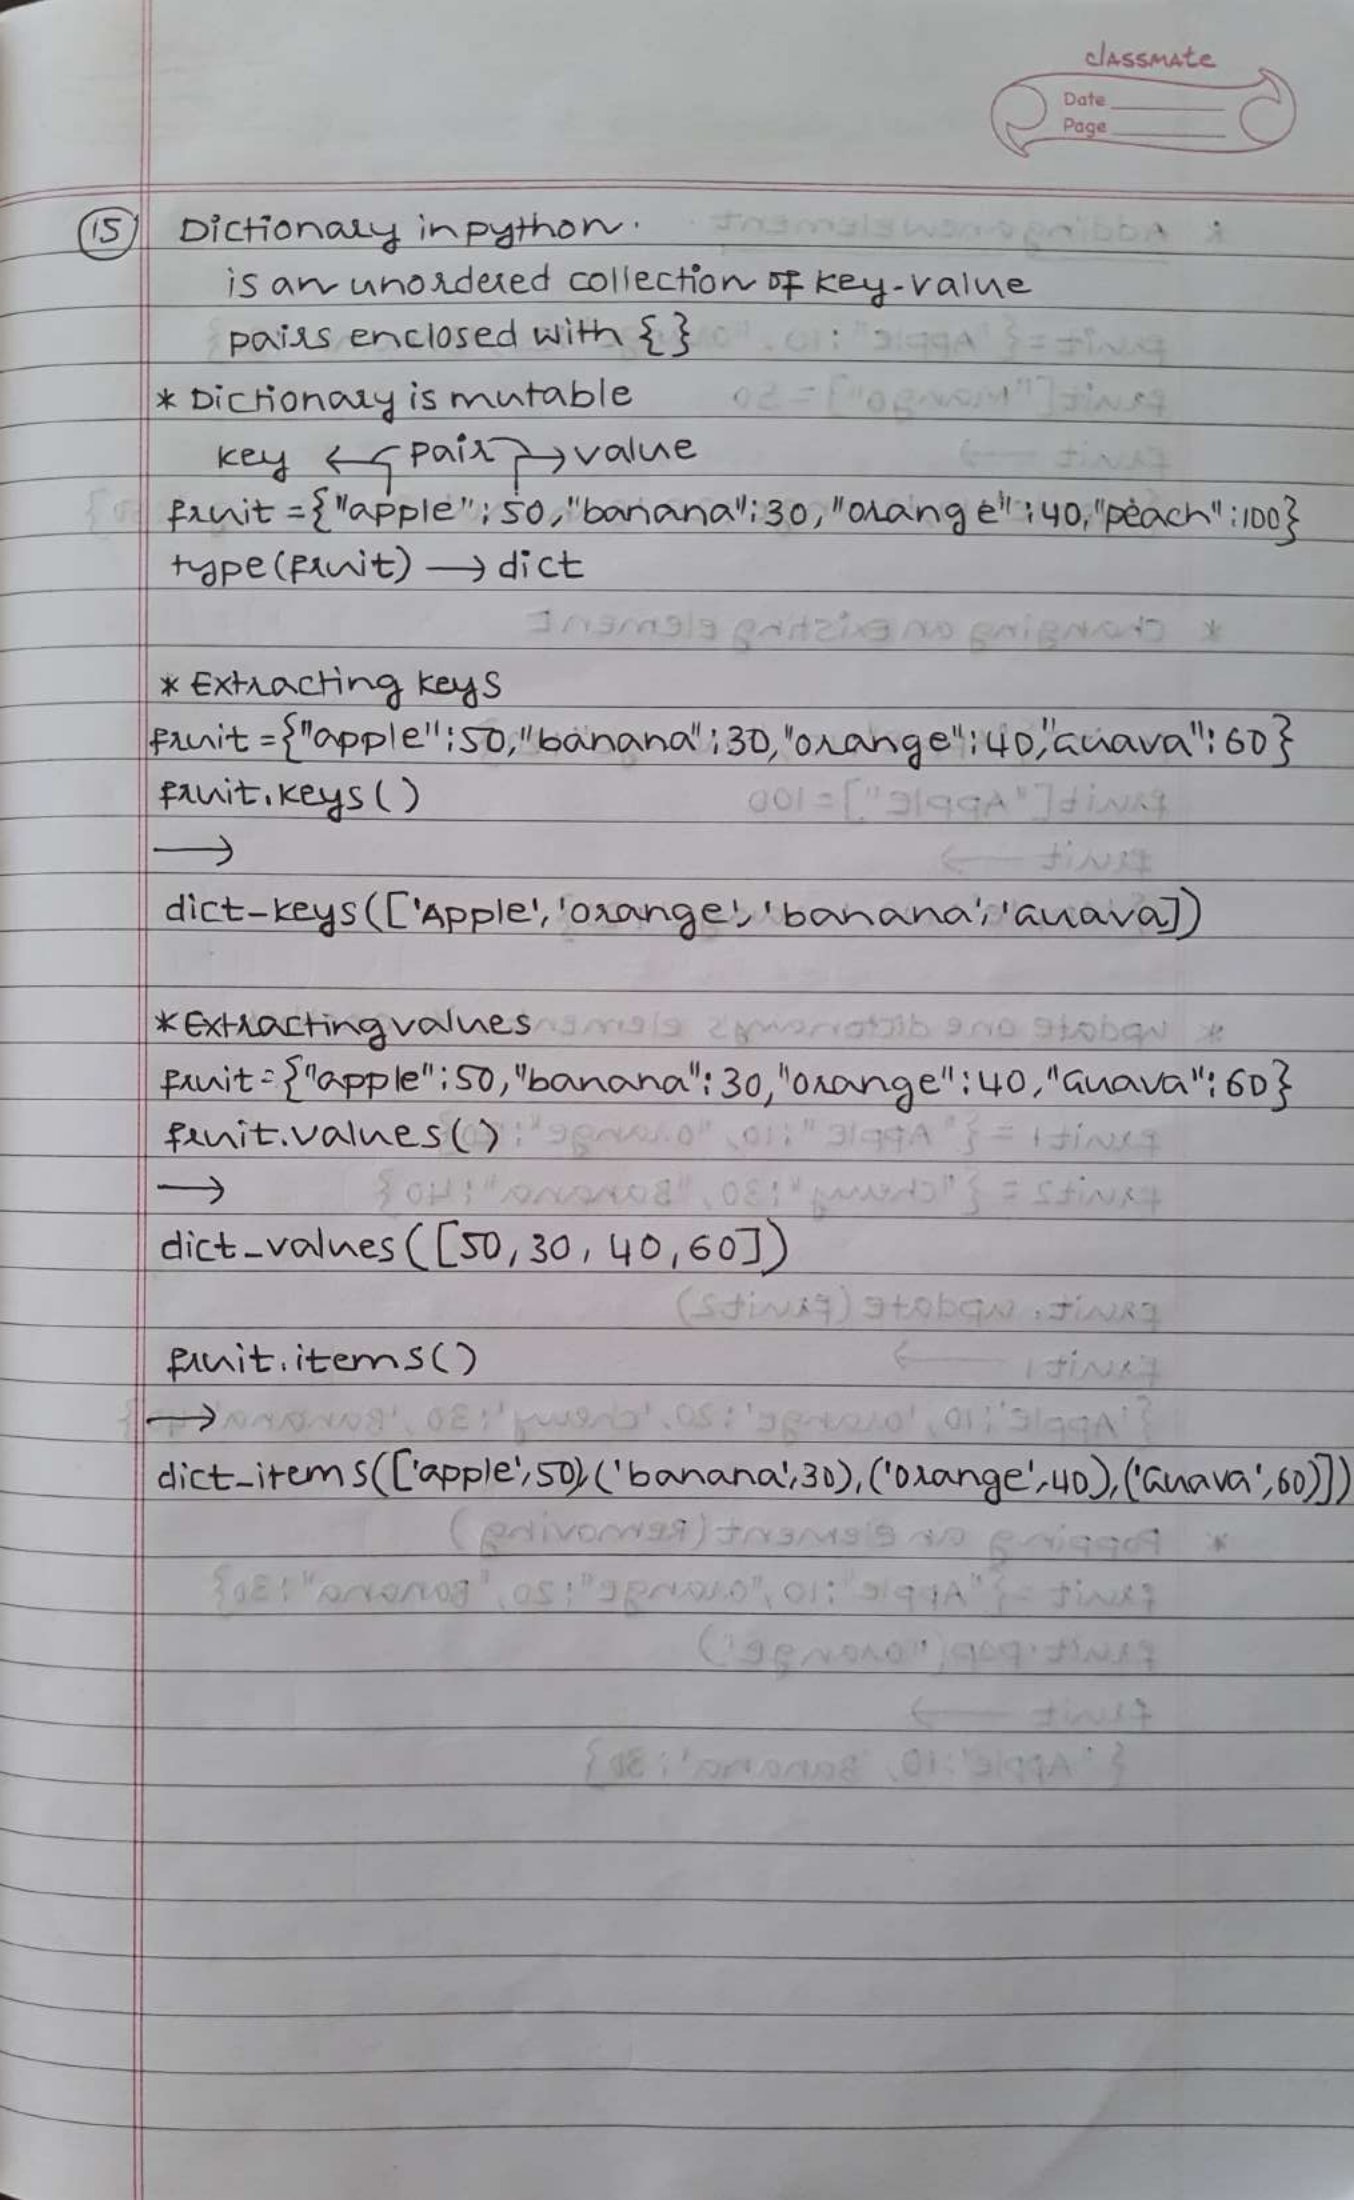 classmate
Date
Page
15 Dictionary in python.
is an unordered collection of key-value
pairs enclosed with { }
* Dictionary is mutable
key ← pair → value
fruit = {"apple" : 50, "banana" : 30, "orange" : 40, "peach" : 100}
type(fruit) → dict
* Extracting keys
fruit = {"apple" : 50, "banana" : 30, "orange" : 40, "Guava" : 60}
fruit.keys()
→
dict-keys(['Apple', 'orange', 'banana', 'Guava])
* Extracting values
fruit = {"apple" : 50, "banana" : 30, "orange" : 40, "Guava" : 60}
fruit.values()
→
dict_values([50, 30, 40, 60])
fruit.items()
→
dict_items(['apple', 50), ('banana', 30), ('orange', 40), ('Guava', 60)])